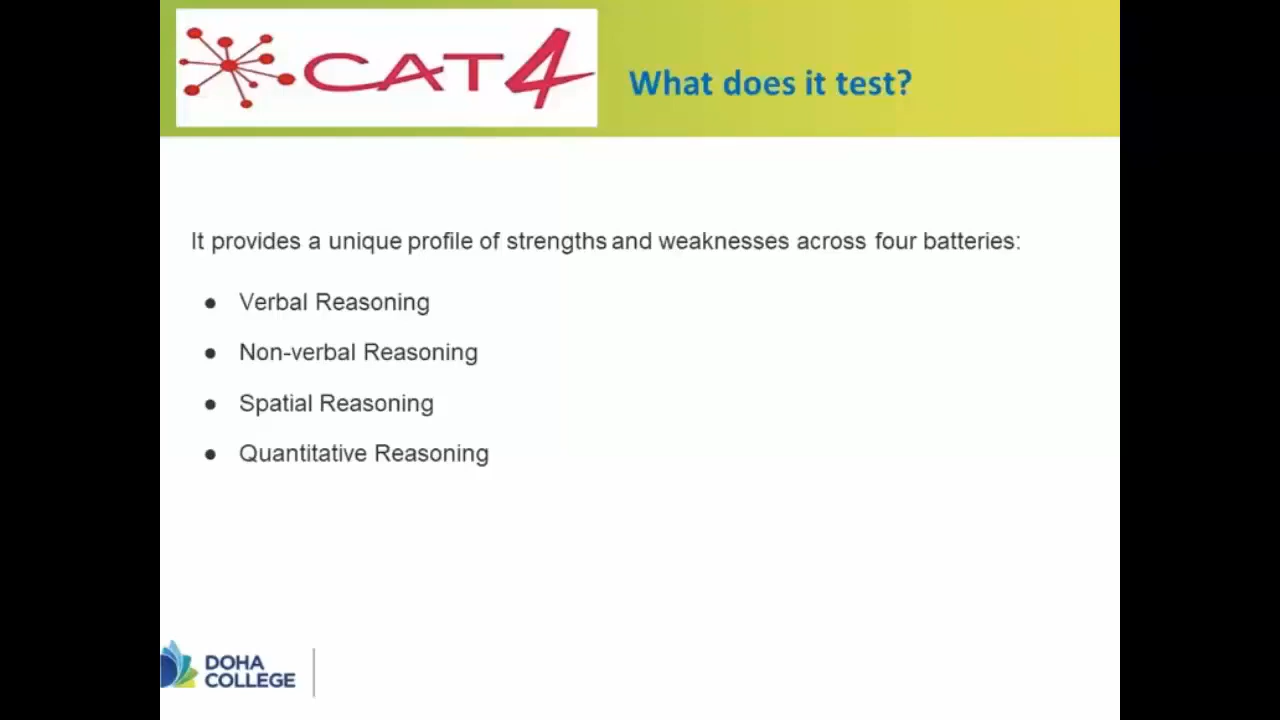 CAT4
What does it test?
It provides a unique profile of strengths and weaknesses across four batteries:
● Verbal Reasoning
● Non-verbal Reasoning
● Spatial Reasoning
● Quantitative Reasoning
DOHA
COLLEGE